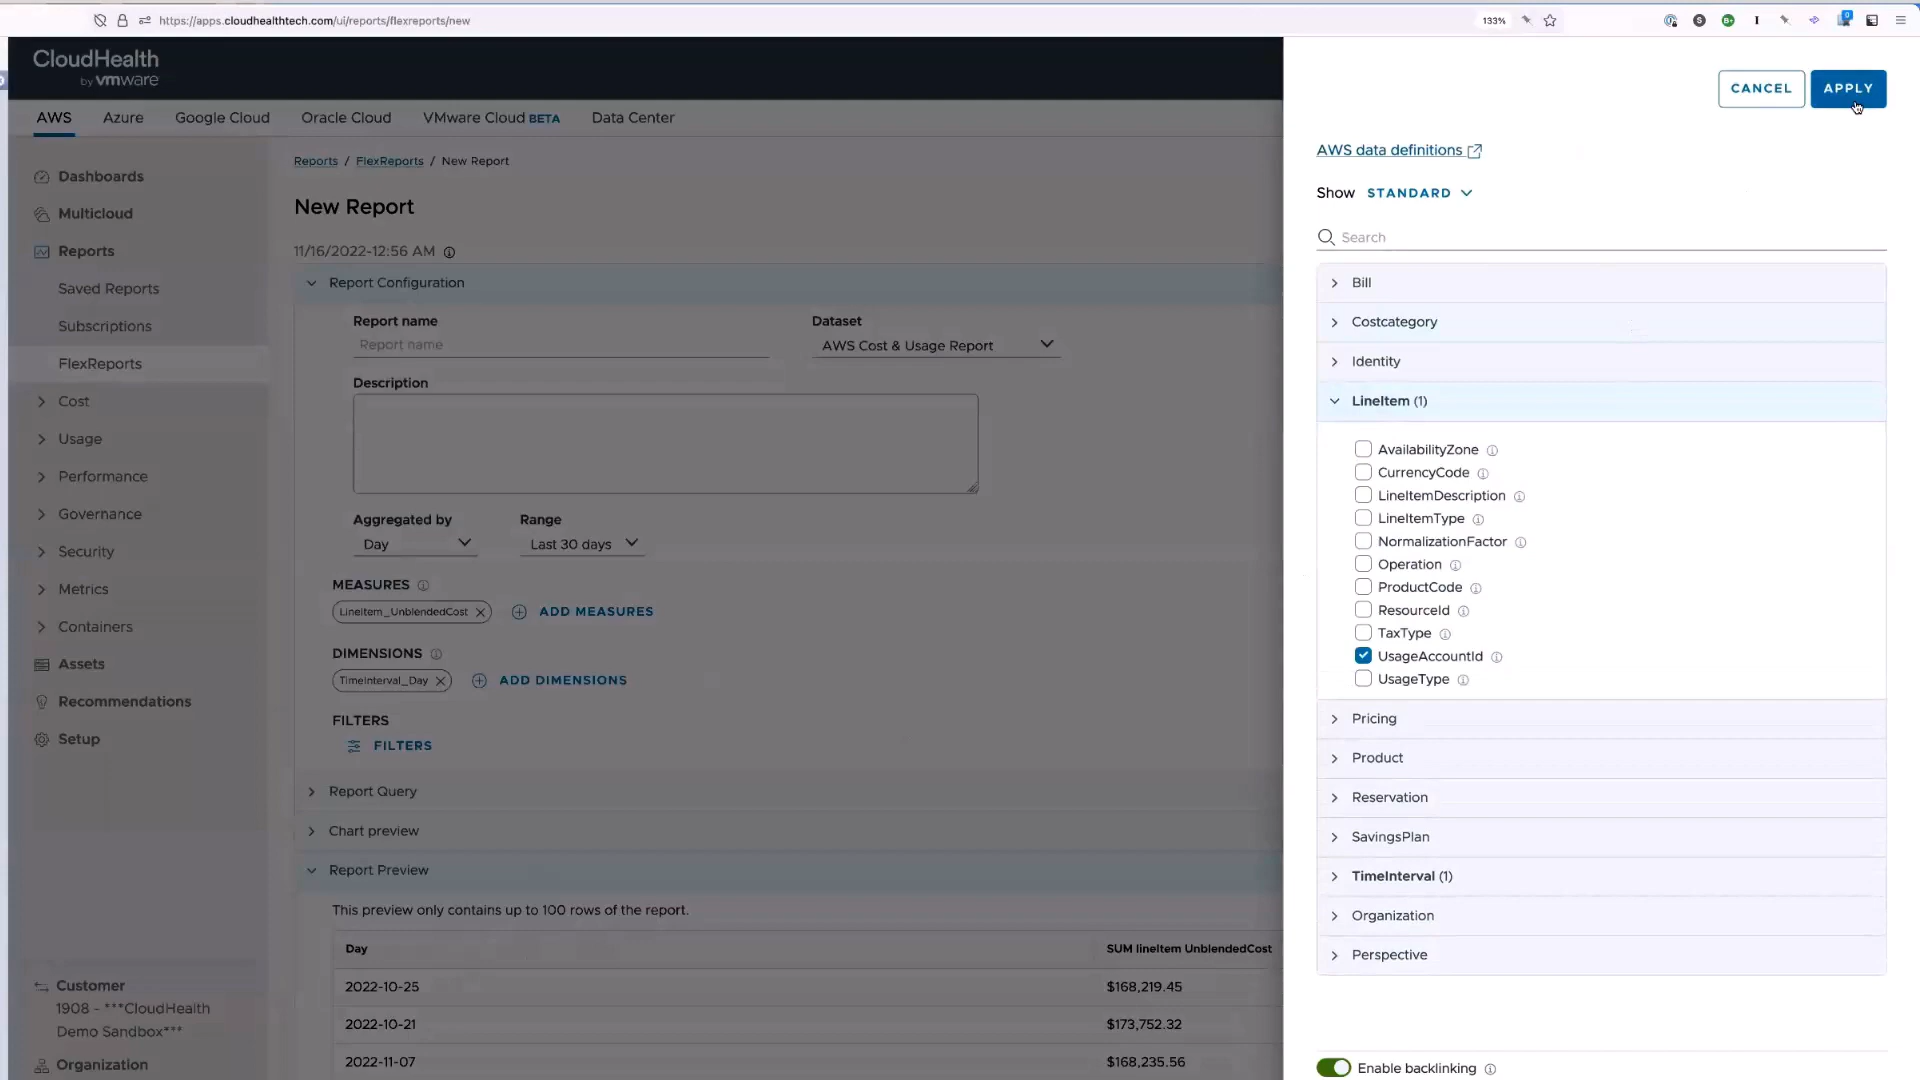 https://apps.cloudhealthtech.com/ui/reports/flexreports/new
133%
CloudHealth
by vmware
AWS
Azure
Google Cloud
Oracle Cloud
VMware Cloud BETA
Data Center
Dashboards
Multicloud
Reports
Saved Reports
Subscriptions
FlexReports
Cost
Usage
Performance
Governance
Security
Metrics
Containers
Assets
Recommendations
Setup
Customer
1908 - ***CloudHealth
Demo Sandbox***
Organization
Reports / FlexReports / New Report
New Report
11/16/2022-12:56 AM
Report Configuration
Report name
Report name
Dataset
AWS Cost & Usage Report
Description
Aggregated by
Day
Range
Last 30 days
MEASURES
LineItem_UnblendedCost
ADD MEASURES
DIMENSIONS
TimeInterval_Day
ADD DIMENSIONS
FILTERS
FILTERS
Report Query
Chart preview
Report Preview
This preview only contains up to 100 rows of the report.
Day SUM lineItem UnblendedCost
2022-10-25 $168,219.45
2022-10-21 $173,752.32
2022-11-07 $168,235.56
CANCEL
APPLY
AWS data definitions
Show STANDARD
Search
Bill
Costcategory
Identity
LineItem (1)
AvailabilityZone
CurrencyCode
LineItemDescription
LineItemType
NormalizationFactor
Operation
ProductCode
ResourceId
TaxType
UsageAccountId
UsageType
Pricing
Product
Reservation
SavingsPlan
TimeInterval (1)
Organization
Perspective
Enable backlinking